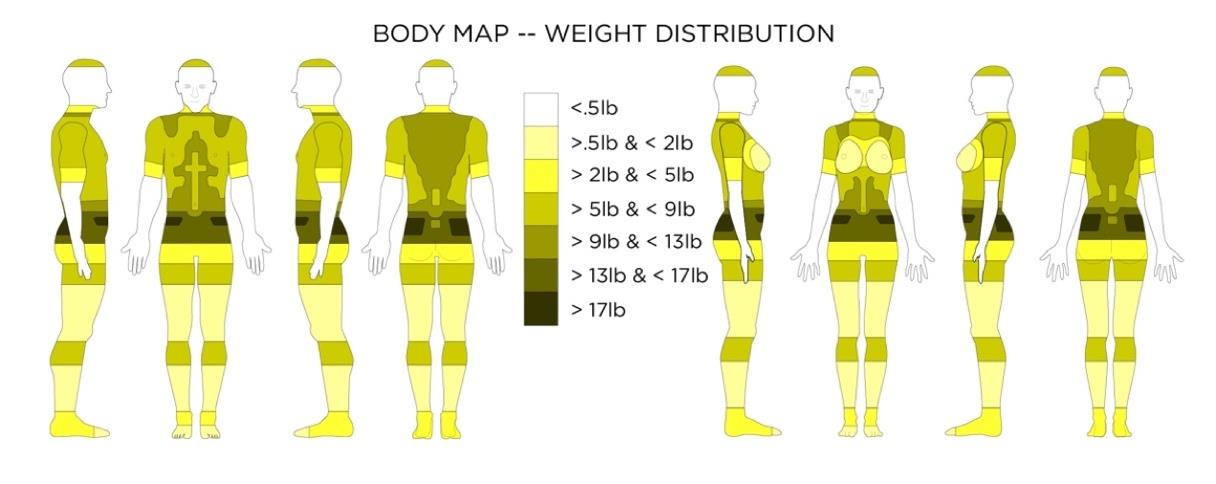 BODY MAP -- WEIGHT DISTRIBUTION
<.5lb
>.5lb & < 2lb
> 2lb & < 5lb
> 5lb & < 9lb
> 9lb & < 13lb
> 13lb & < 17lb
> 17lb